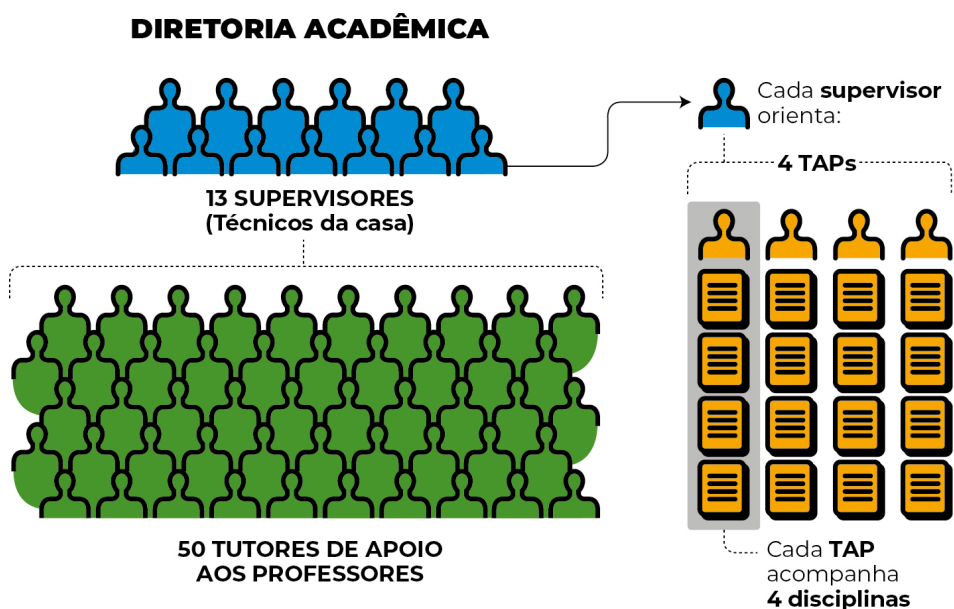 DIRETORIA ACADÊMICA
13 SUPERVISORES
(Técnicos da casa)
50 TUTORES DE APOIO
AOS PROFESSORES
Cada supervisor
orienta:
4 TAPs
Cada TAP
acompanha
4 disciplinas